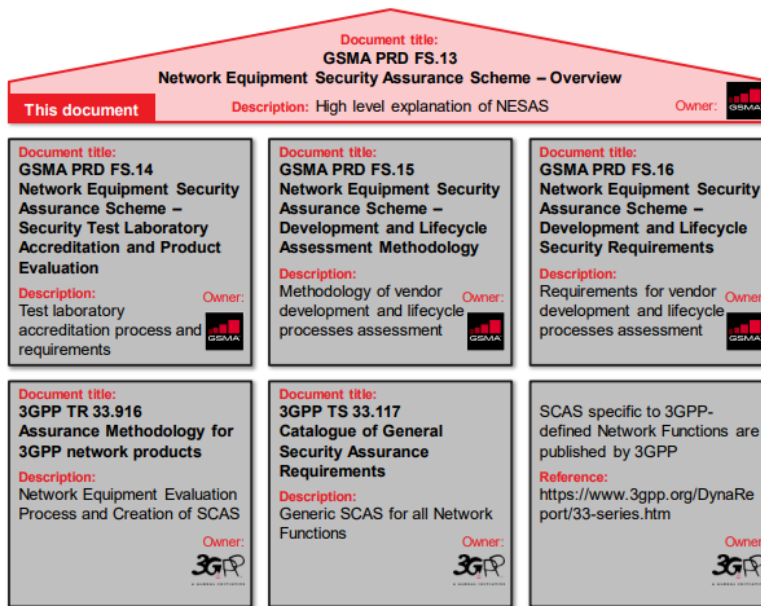 Document title:
GSMA PRD FS.13
Network Equipment Security Assurance Scheme – Overview
This document
Description: High level explanation of NESAS
Owner:
GSMA
Document title:
GSMA PRD FS.14
Network Equipment Security
Assurance Scheme –
Security Test Laboratory
Accreditation and Product
Evaluation
Description:
Test laboratory
accreditation process and
requirements
Owner:
GSMA
Document title:
GSMA PRD FS.15
Network Equipment Security
Assurance Scheme –
Development and Lifecycle
Assessment Methodology
Description:
Methodology of vendor
development and lifecycle
processes assessment
Owner:
GSMA
Document title:
GSMA PRD FS.16
Network Equipment Security
Assurance Scheme –
Development and Lifecycle
Security Requirements
Description:
Requirements for vendor
development and lifecycle
processes assessment
Owner
GSMA
Document title:
3GPP TR 33.916
Assurance Methodology for
3GPP network products
Description:
Network Equipment Evaluation
Process and Creation of SCAS
Owner:
3GPP
A GLOBAL INITIATIVE
Document title:
3GPP TS 33.117
Catalogue of General
Security Assurance
Requirements
Description:
Generic SCAS for all Network
Functions
Owner:
3GPP
A GLOBAL INITIATIVE
SCAS specific to 3GPP-
defined Network Functions are
published by 3GPP
Reference:
https://www.3gpp.org/DynaRe
port/33-series.htm
Owner
3GPP
A GLOBAL INITIATIVE